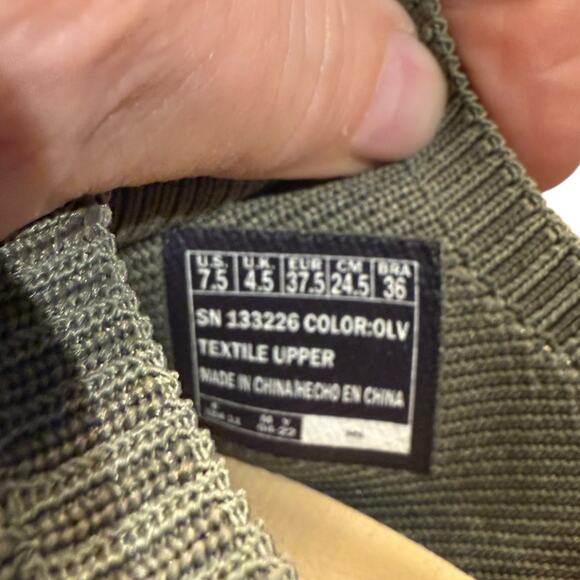 U.S. U.K. EUR CM. BRA
7.5 4.5 37.5 24.5 36
SN 133226 COLOR:OLV
TEXTILE UPPER
MADE IN CHINA/HECHO EN CHINA
M Y